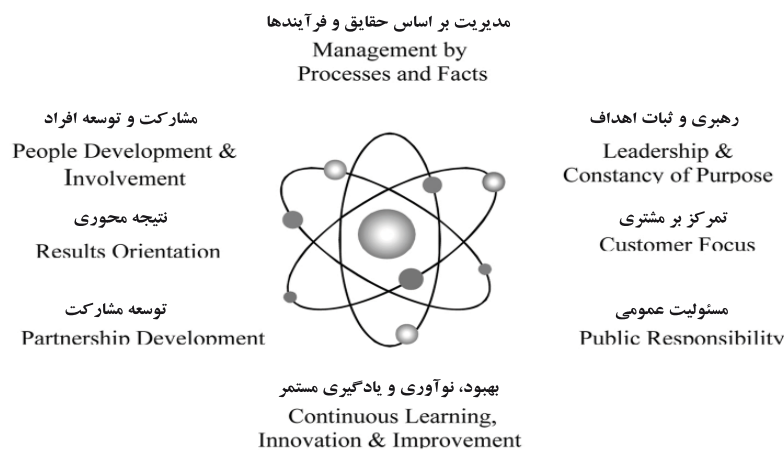 مدیریت بر اساس حقایق و فرآیندها
Management by
Processes and Facts
مشارکت و توسعه افراد
People Development &
Involvement
رهبری و ثبات اهداف
Leadership &
Constancy of Purpose
نتیجه محوری
Results Orientation
تمرکز بر مشتری
Customer Focus
توسعه مشارکت
Partnership Development
مسئولیت عمومی
Public Responsibility
بهبود، نوآوری و یادگیری مستمر
Continuous Learning,
Innovation & Improvement